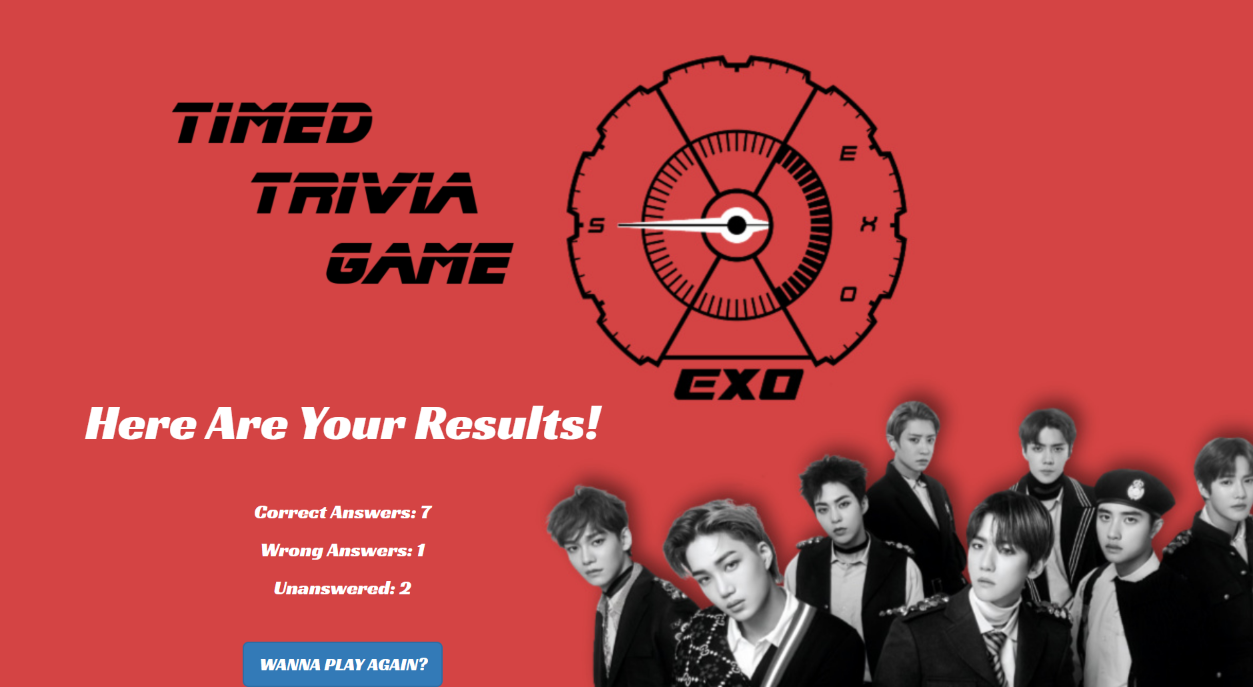 TIMED
TRIVIA
GAME
E
S
X
O
EXO
Here Are Your Results!
Correct Answers: 7
Wrong Answers: 1
Unanswered: 2
WANNA PLAY AGAIN?